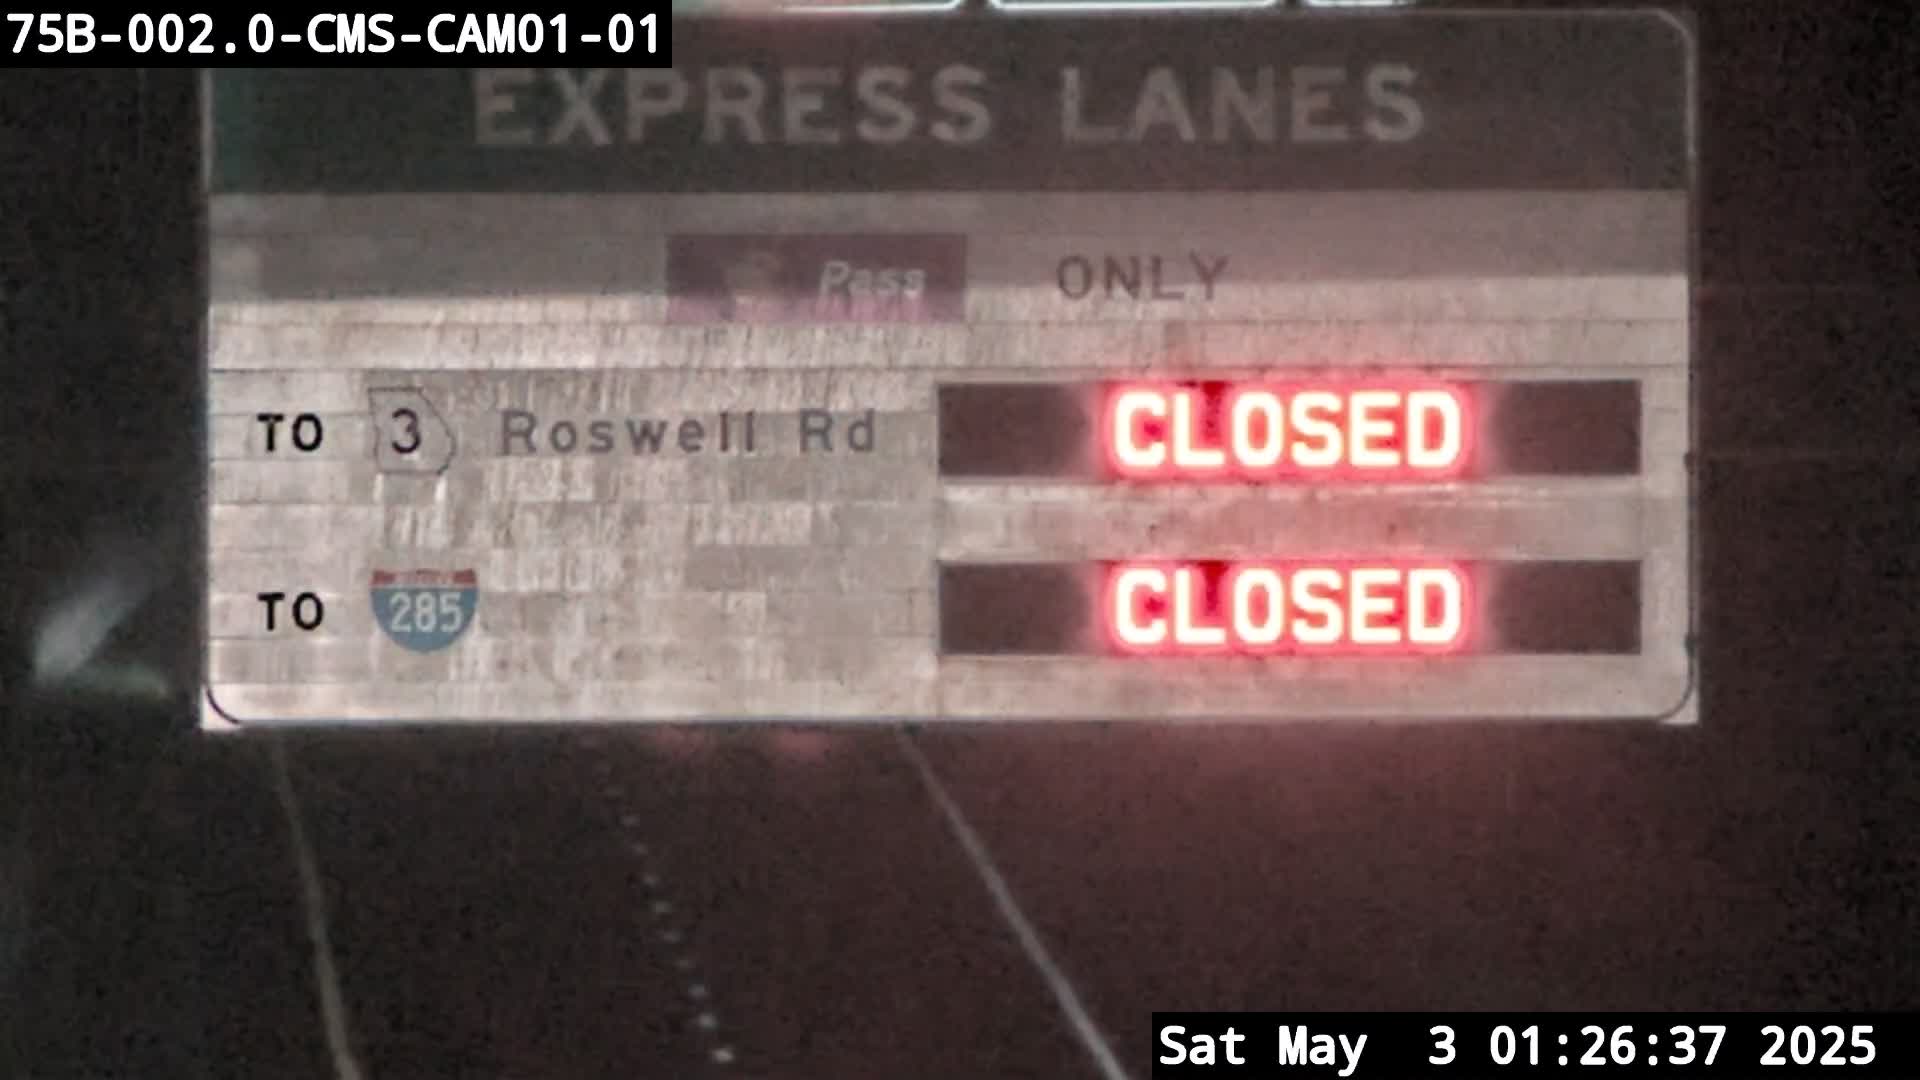 75B-002.0-CMS-CAM01-01
EXPRESS LANES
Pass ONLY
TO 3 Roswell Rd CLOSED
TO 285 CLOSED
Sat May 3 01:26:37 2025